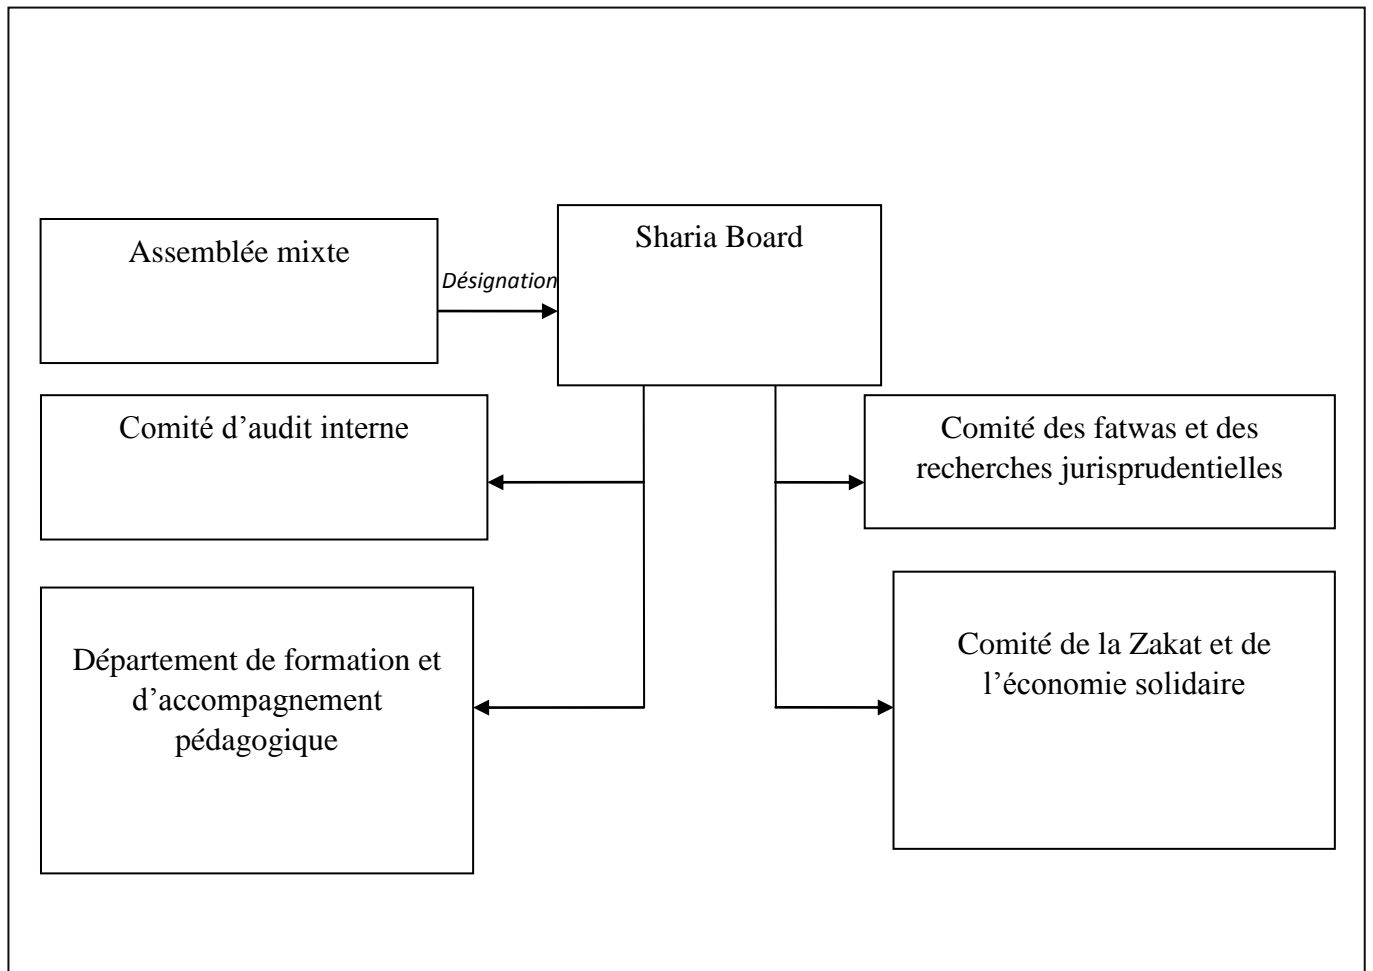 Assemblée mixte
Désignation
Sharia Board
Comité d’audit interne
Comité des fatwas et des
recherches jurisprudentielles
Département de formation et
d’accompagnement
pédagogique
Comité de la Zakat et de
l’économie solidaire